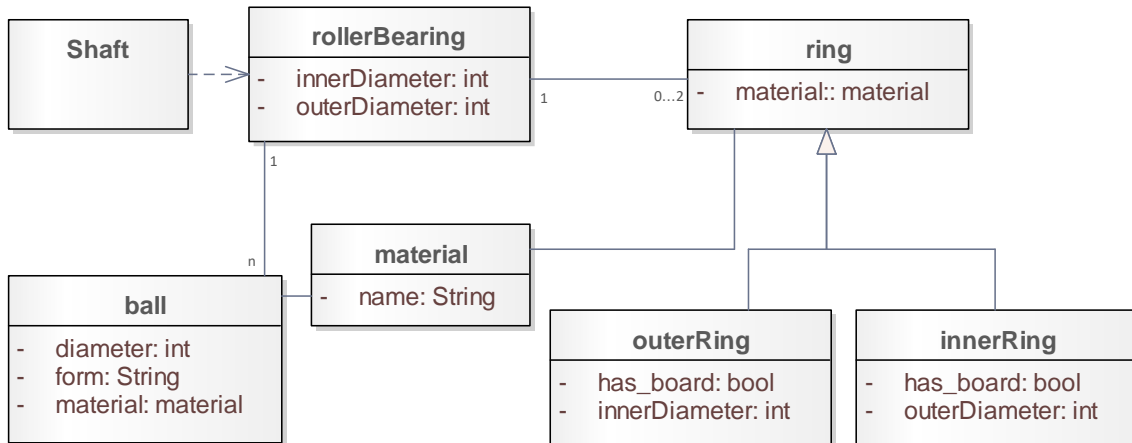 Shaft
rollerBearing
- innerDiameter: int
- outerDiameter: int
ring
- material:: material
1
0...2
1
n
material
- name: String
ball
- diameter: int
- form: String
- material: material
outerRing
- has_board: bool
- innerDiameter: int
innerRing
- has_board: bool
- outerDiameter: int